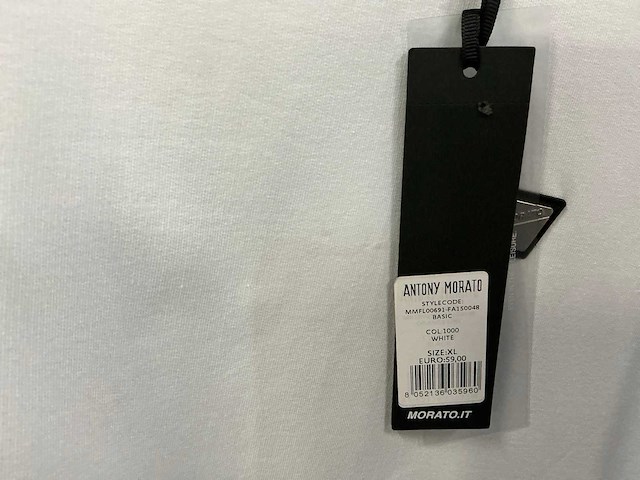 ANTONY MORATO
STYLECODE:
MMFL00691-FA150048
BASIC
COL:1000
WHITE
SIZE:XL
EURO:59,00
8 052136 035960
MORATO.IT